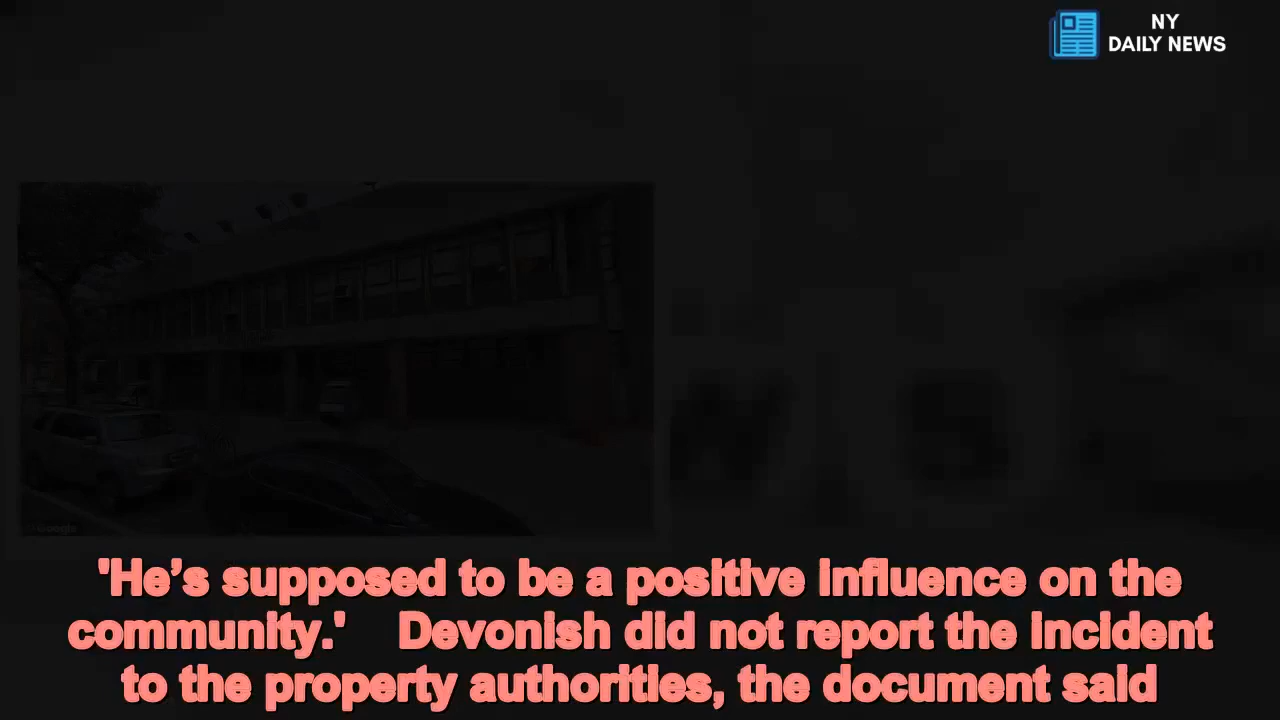 NY
DAILY NEWS
W S
Google
'He’s supposed to be a positive influence on the
community.' Devonish did not report the incident
to the property authorities, the document said